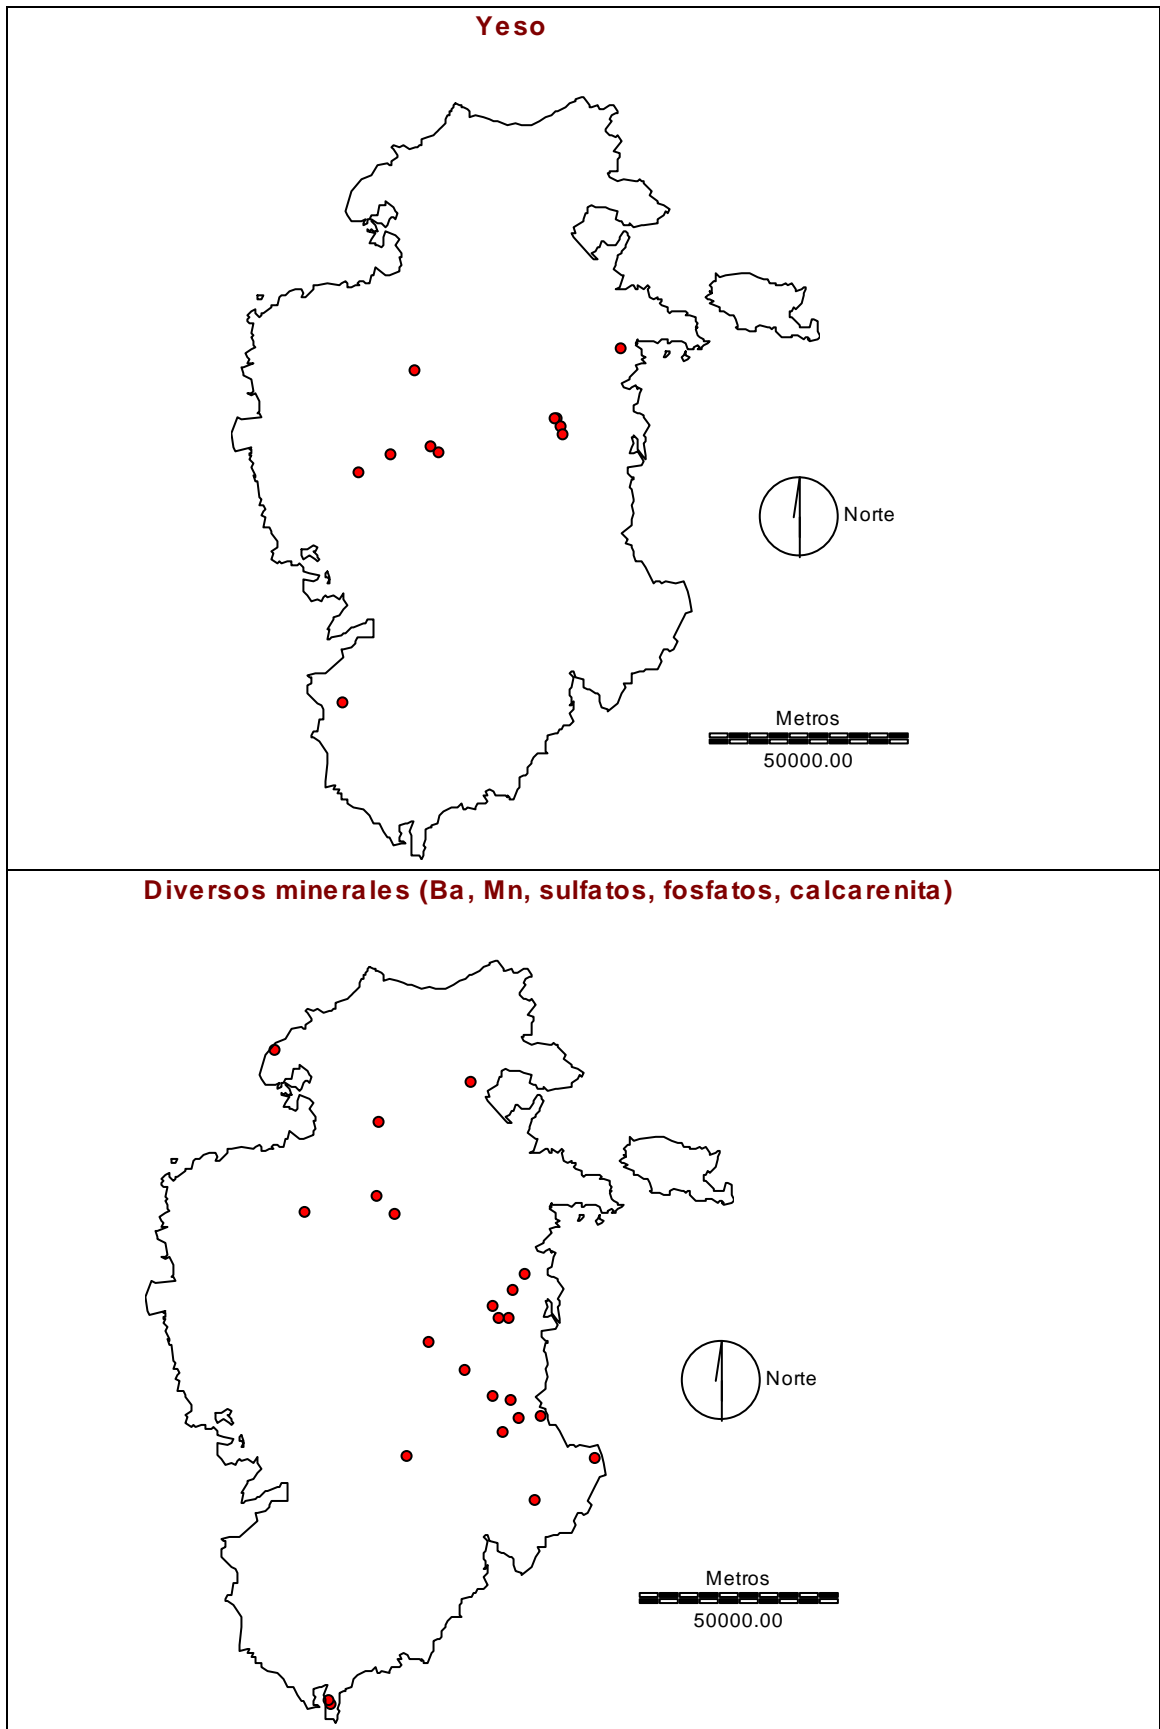 Yeso
Norte
Metros
50000.00
Diversos minerales (Ba, Mn, sulfatos, fosfatos, calcarenita)
Norte
Metros
50000.00